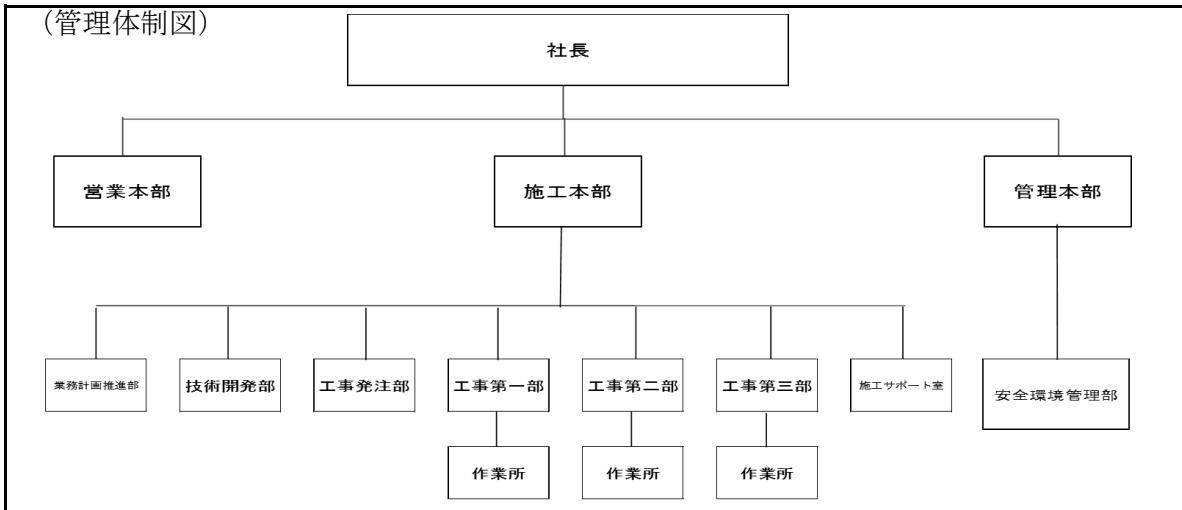 （管理体制図）
社長
営業本部
施工本部
管理本部
業務計画推進部
技術開発部
工事発注部
工事第一部
工事第二部
工事第三部
施工サポート室
安全環境管理部
作業所
作業所
作業所